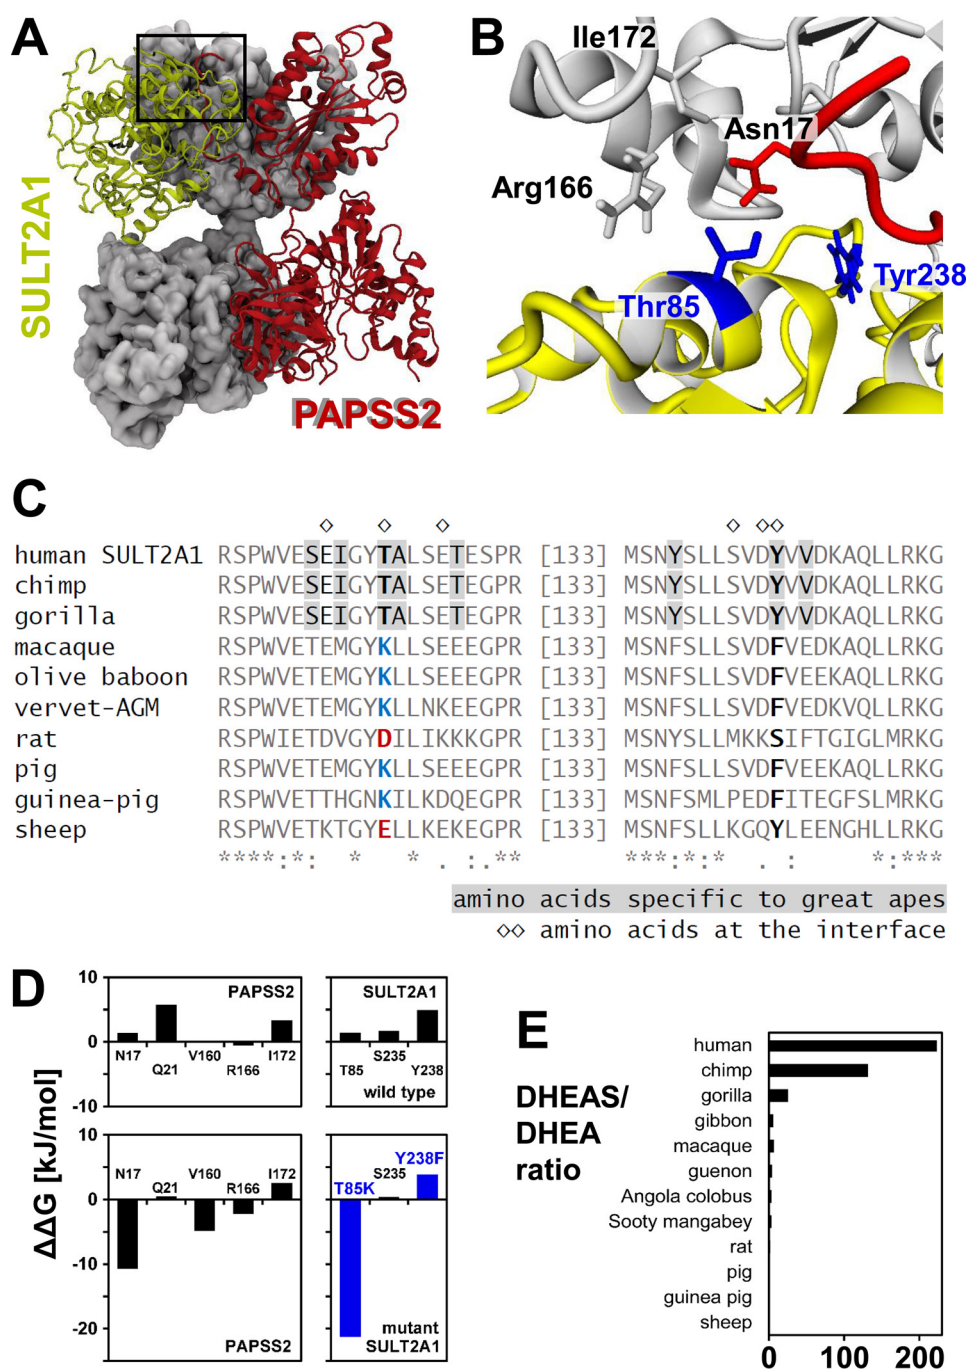 A
SULT2A1
PAPSS2
B
Ile172
Asn17
Arg166
Thr85
Tyr238
C
◇ ◇ ◇ ◇ ◇◇
human SULT2A1 RSPWVESEIGYTALSETESPR [133] MSNYSLLSVDYVVDKAQLLRKG
chimp RSPWVESEIGYTALSETEEGPR [133] MSNYSLLSVDYVVDKAQLLRKG
gorilla RSPWVESEIGYTALSETEEGPR [133] MSNYSLLSVDYVVDKAQLLRKG
macaque RSPWVETEMGYKLLSEEEGPR [133] MSNFSLLSVDFVEDKAQLLRKG
olive baboon RSPWVETEMGYKLLSEEEGPR [133] MSNFSLLSVDFVEDKAQLLRKG
vervet-AGM RSPWVETEMGYKLLNKEEGPR [133] MSNFSLLSVDFVEDKVQLLRKG
rat RSPWIETDVGYDILIKKKGPR [133] MSNYSLLMKKSIFTGIGLMRKG
pig RSPWVETEMGYKLLSEEEGPR [133] MSNFSLLSVDFVEEKAQLLRKG
guinea-pig RSPWVETTHGNKILKDQEGPR [133] MSNFSMLPEDFITEGFSLMRKG
sheep RSPWVETKTGYELLKEKEGPR [133] MSNFSLLKGQYLEENGHLLRKG
****:*: * * . :.** ***:*:* . : *:****
amino acids specific to great apes
◇◇ amino acids at the interface
D
ΔΔG [kJ/mol]
10
0
-10
PAPSS2
N17
Q21
V160
R166
I172
SULT2A1
T85
S235
Y238
wild type
10
0
-10
-20
N17
Q21
V160
R166
I172
PAPSS2
T85K
S235
Y238F
mutant
SULT2A1
E
DHEAS/
DHEA
ratio
human
chimp
gorilla
gibbon
macaque
guenon
Angola colobus
Sooty mangabey
rat
pig
guinea pig
sheep
0 100 200